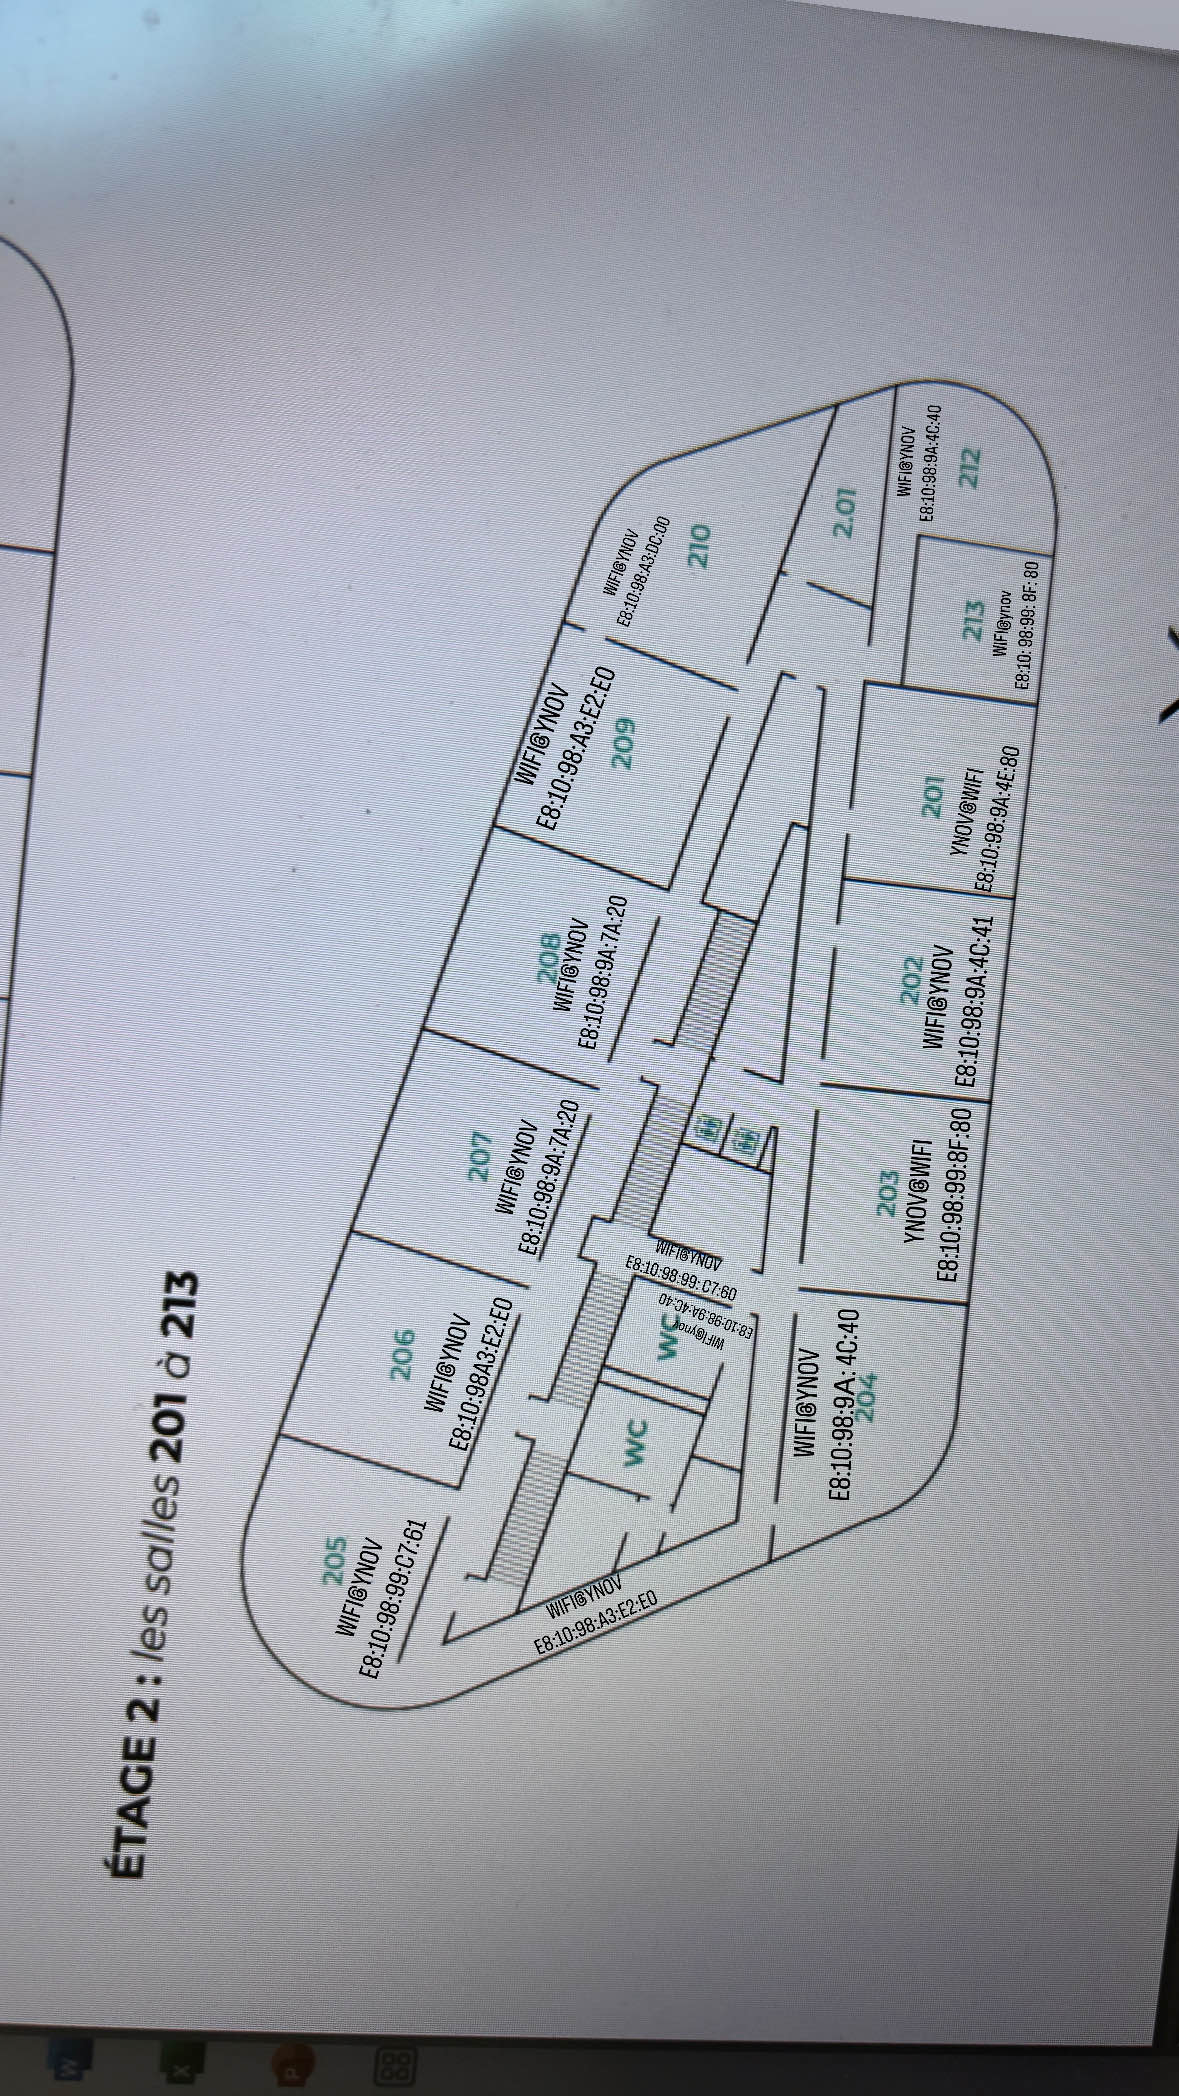 ÉTAGE 2 : les salles 201 à 213
205
WIFI@YNOV
E8:10:98:99:C7:61
206
WIFI@YNOV
E8:10:98A3:E2:E0
207
WIFI@YNOV
E8:10:98:9A:7A:20
208
WIFI@YNOV
E8:10:98:9A:7A:20
WIFI@YNOV
E8:10:98:A3:E2:E0
209
WIFI@YNOV
E8:10:98:A3:DC:00
210
WIFI@YNOV
E8:10:98:A3:E2:E0
WC
WC
WIFI@ynov
E8:10:98:9A:4C:40
WIFI@YNOV
E8:10:98:99:C7:60
WIFI@YNOV
E8:10:98:9A: 4C:40
204
203
YNOV@WIFI
E8:10:98:99:8F:80
202
WIFI@YNOV
E8:10:98:9A:4C:41
201
YNOV@WIFI
E8:10:98:9A:4E:80
213
WIFI@ynov
E8:10: 98:99: 8F: 80
2.01
WIFI@YNOV
E8:10:98:9A:4C:40
212
W
X
P